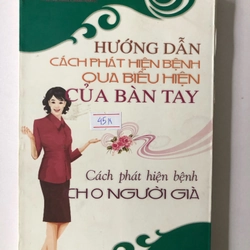 HƯỚNG DẪN
CÁCH PHÁT HIỆN BỆNH
QUA BIỂU HIỆN
CỦA BÀN TAY
45k
Cách phát hiện bệnh
CHO NGƯỜI GIÀ